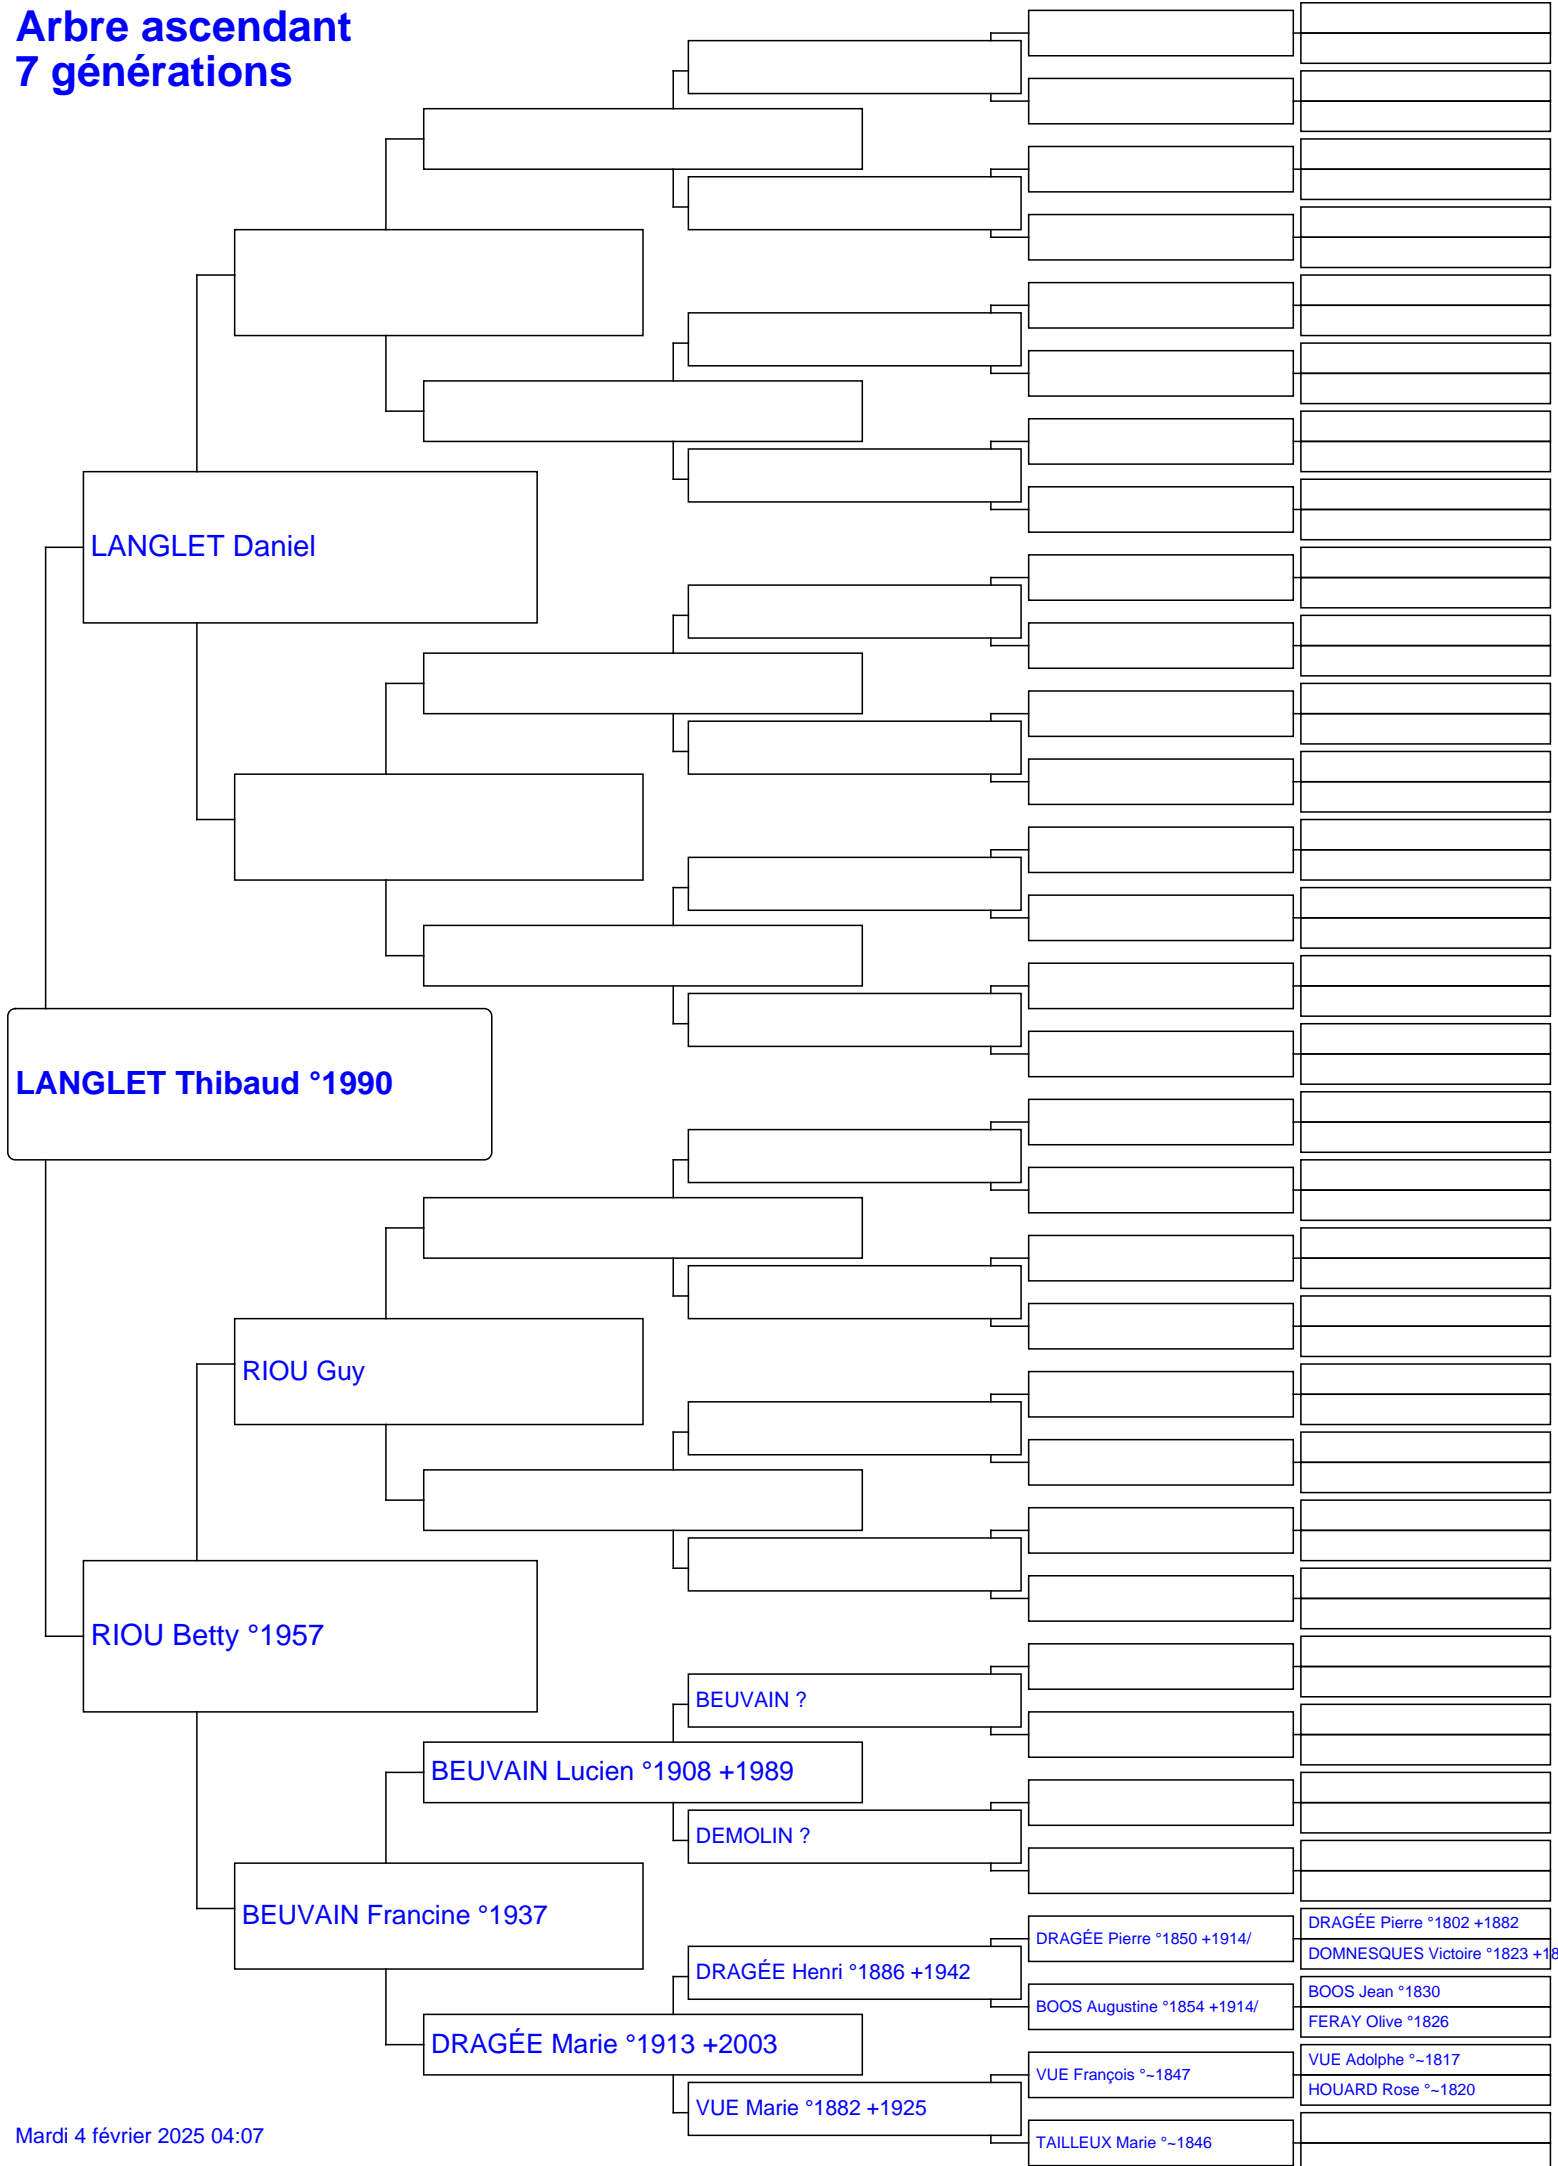 Arbre ascendant
7 générations
LANGLET Daniel
LANGLET Thibaud °1990
RIOU Guy
RIOU Betty °1957
BEUVAIN ?
BEUVAIN Lucien °1908 +1989
DEMOLIN ?
BEUVAIN Francine °1937
DRAGÉE Pierre °1802 +1882
DRAGÉE Pierre °1850 +1914/
DOMNESQUES Victoire °1823 +18
DRAGÉE Henri °1886 +1942
BOOS Jean °1830
BOOS Augustine °1854 +1914/
FERAY Olive °1826
DRAGÉE Marie °1913 +2003
VUE Adolphe °~1817
VUE François °~1847
HOUARD Rose °~1820
VUE Marie °1882 +1925
TAILLEUX Marie °~1846
Mardi 4 février 2025 04:07